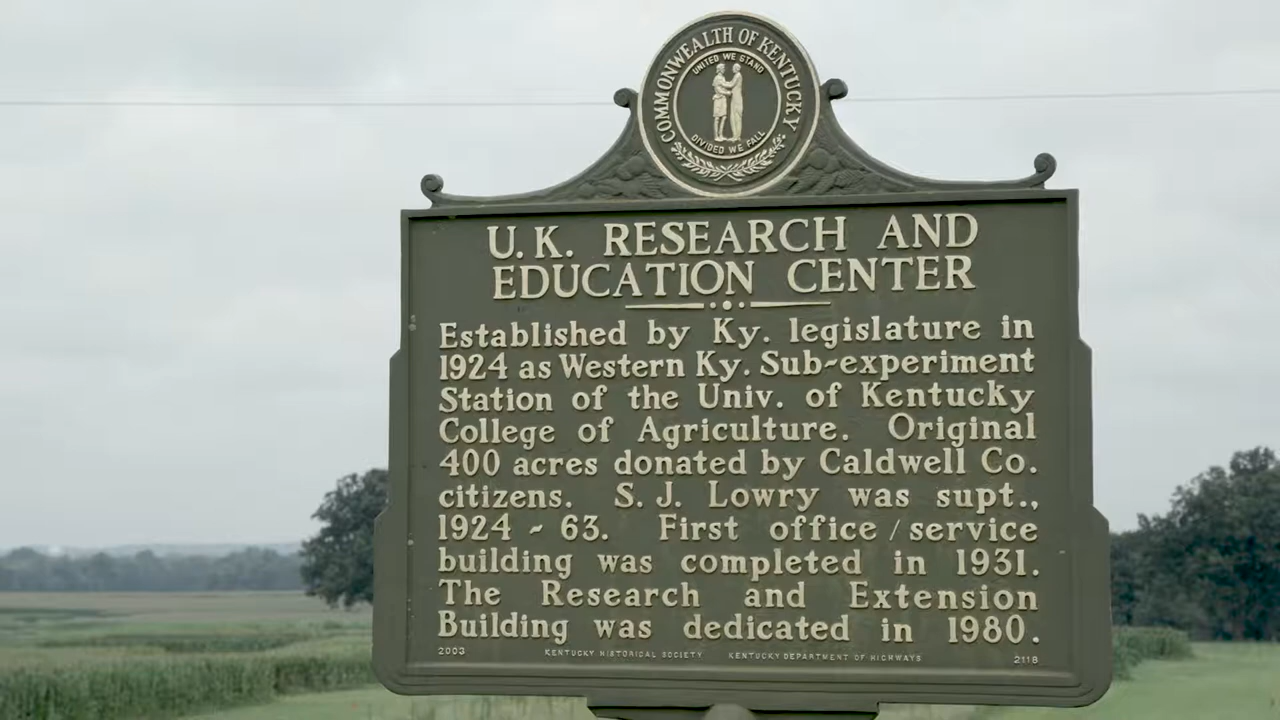 COMMONWEALTH OF KENTUCKY
UNITED WE STAND
DIVIDED WE FALL
U.K. RESEARCH AND
EDUCATION CENTER
Established by Ky. legislature in
1924 as Western Ky. Sub-experiment
Station of the Univ. of Kentucky
College of Agriculture. Original
400 acres donated by Caldwell Co.
citizens. S. J. Lowry was supt.,
1924 - 63. First office / service
building was completed in 1931.
The Research and Extension
Building was dedicated in 1980.
2003 KENTUCKY HISTORICAL SOCIETY KENTUCKY DEPARTMENT OF HIGHWAYS 2118